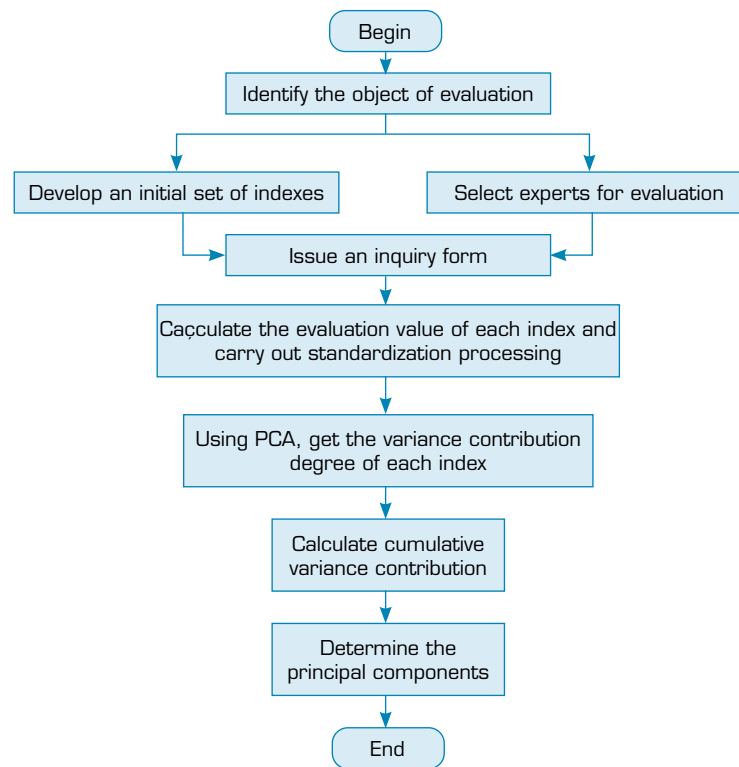 Begin
Identify the object of evaluation
Develop an initial set of indexes
Select experts for evaluation
Issue an inquiry form
Caçculate the evaluation value of each index and
carry out standardization processing
Using PCA, get the variance contribution
degree of each index
Calculate cumulative
variance contribution
Determine the
principal components
End